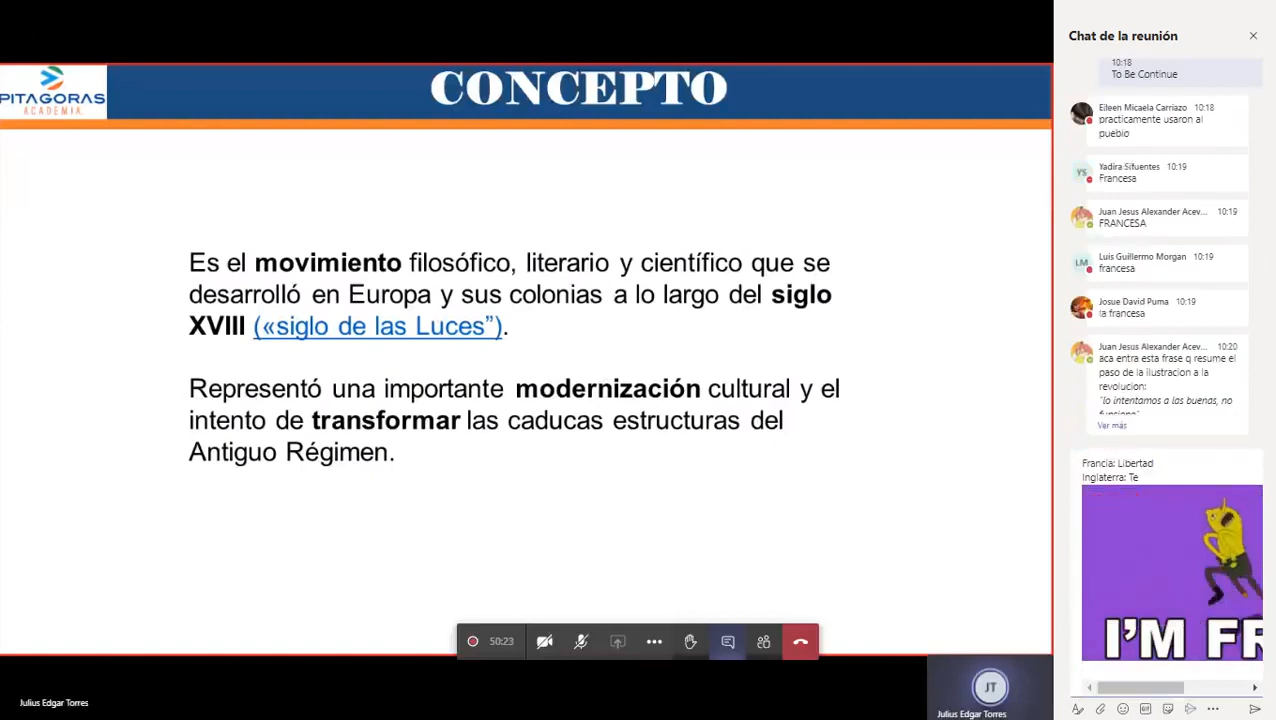 PITAGORAS
ACADEMIA
CONCEPTO
Es el movimiento filosófico, literario y científico que se
desarrolló en Europa y sus colonias a lo largo del siglo
XVIII («siglo de las Luces”).
Representó una importante modernización cultural y el
intento de transformar las caducas estructuras del
Antiguo Régimen.
50:23
Julius Edgar Torres
JT
Julius Edgar Torres
Chat de la reunión
10:18
To Be Continue
Eileen Micaela Carriazo 10:18
practicamente usaron al
pueblo
YS
Yadira Sifuentes 10:19
Francesa
Juan Jesus Alexander Acev... 10:19
FRANCESA
LM
Luis Guillermo Morgan 10:19
francesa
Josue David Puma 10:19
la francesa
Juan Jesus Alexander Acev... 10:20
aca entra esta frase q resume el
paso de la ilustracion a la
revolucion:
"lo intentamos a las buenas, no
Ver más
Francia: Libertad
Inglaterra: Te
I'M FR
GIF